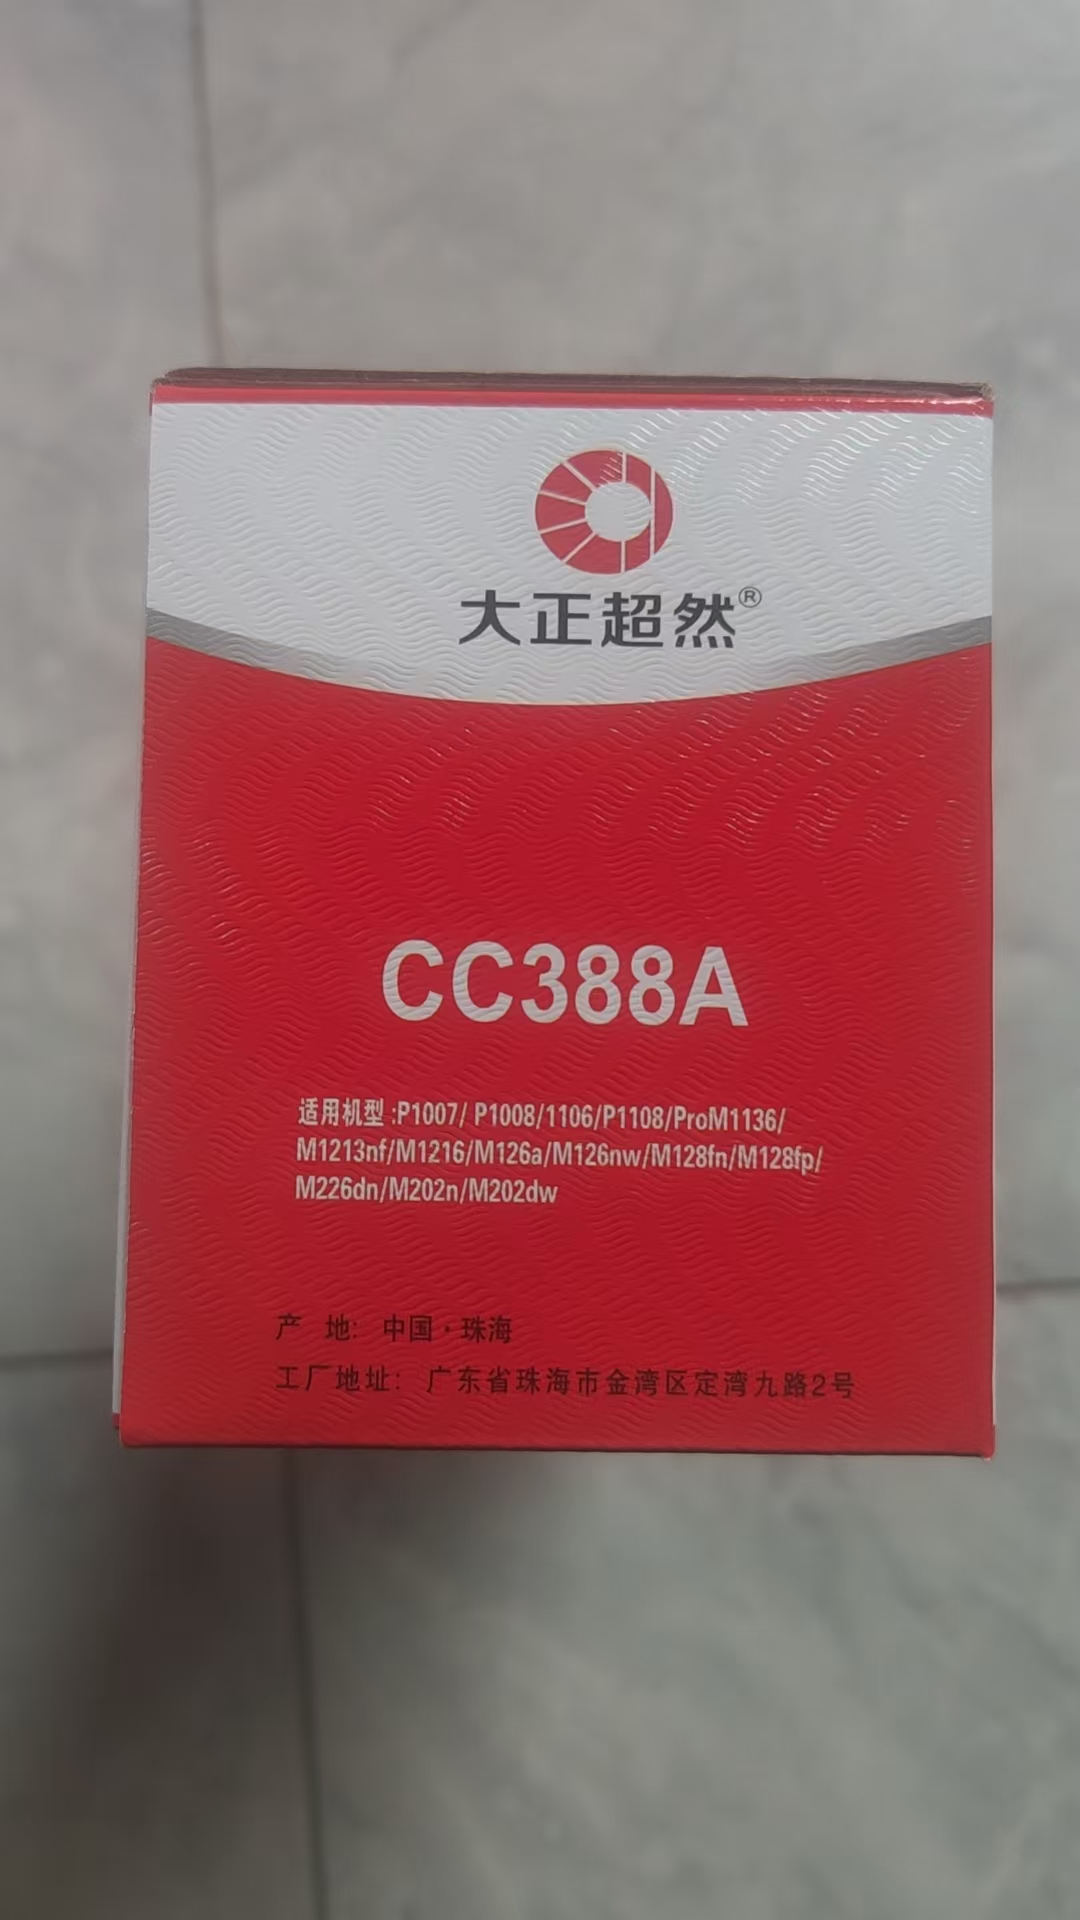 大正超然®
CC388A
适用机型:P1007/ P1008/1106/P1108/ProM1136/
M1213nf/M1216/M126a/M126nw/M128fn/M128fp/
M226dn/M202n/M202dw
产 地: 中国·珠海
工厂地址: 广东省珠海市金湾区定湾九路2号